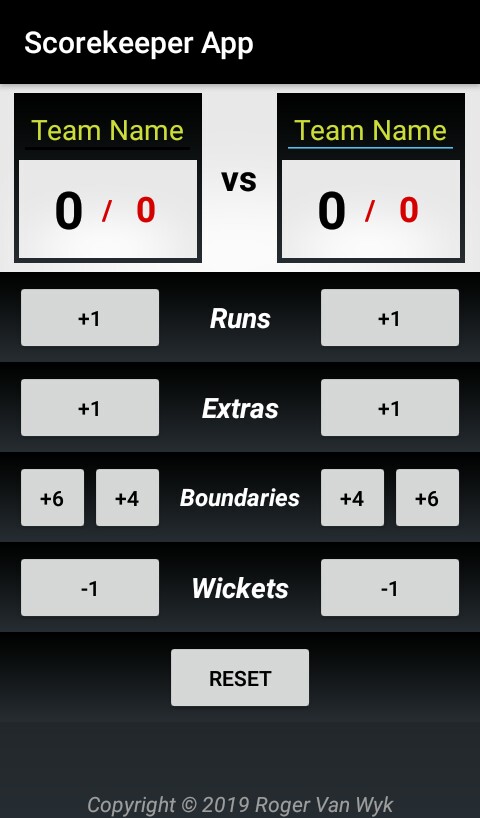 Scorekeeper App
Team Name Team Name
0 / 0 vs 0 / 0
+1 Runs +1
+1 Extras +1
+6 +4 Boundaries +4 +6
-1 Wickets -1
RESET
Copyright © 2019 Roger Van Wyk